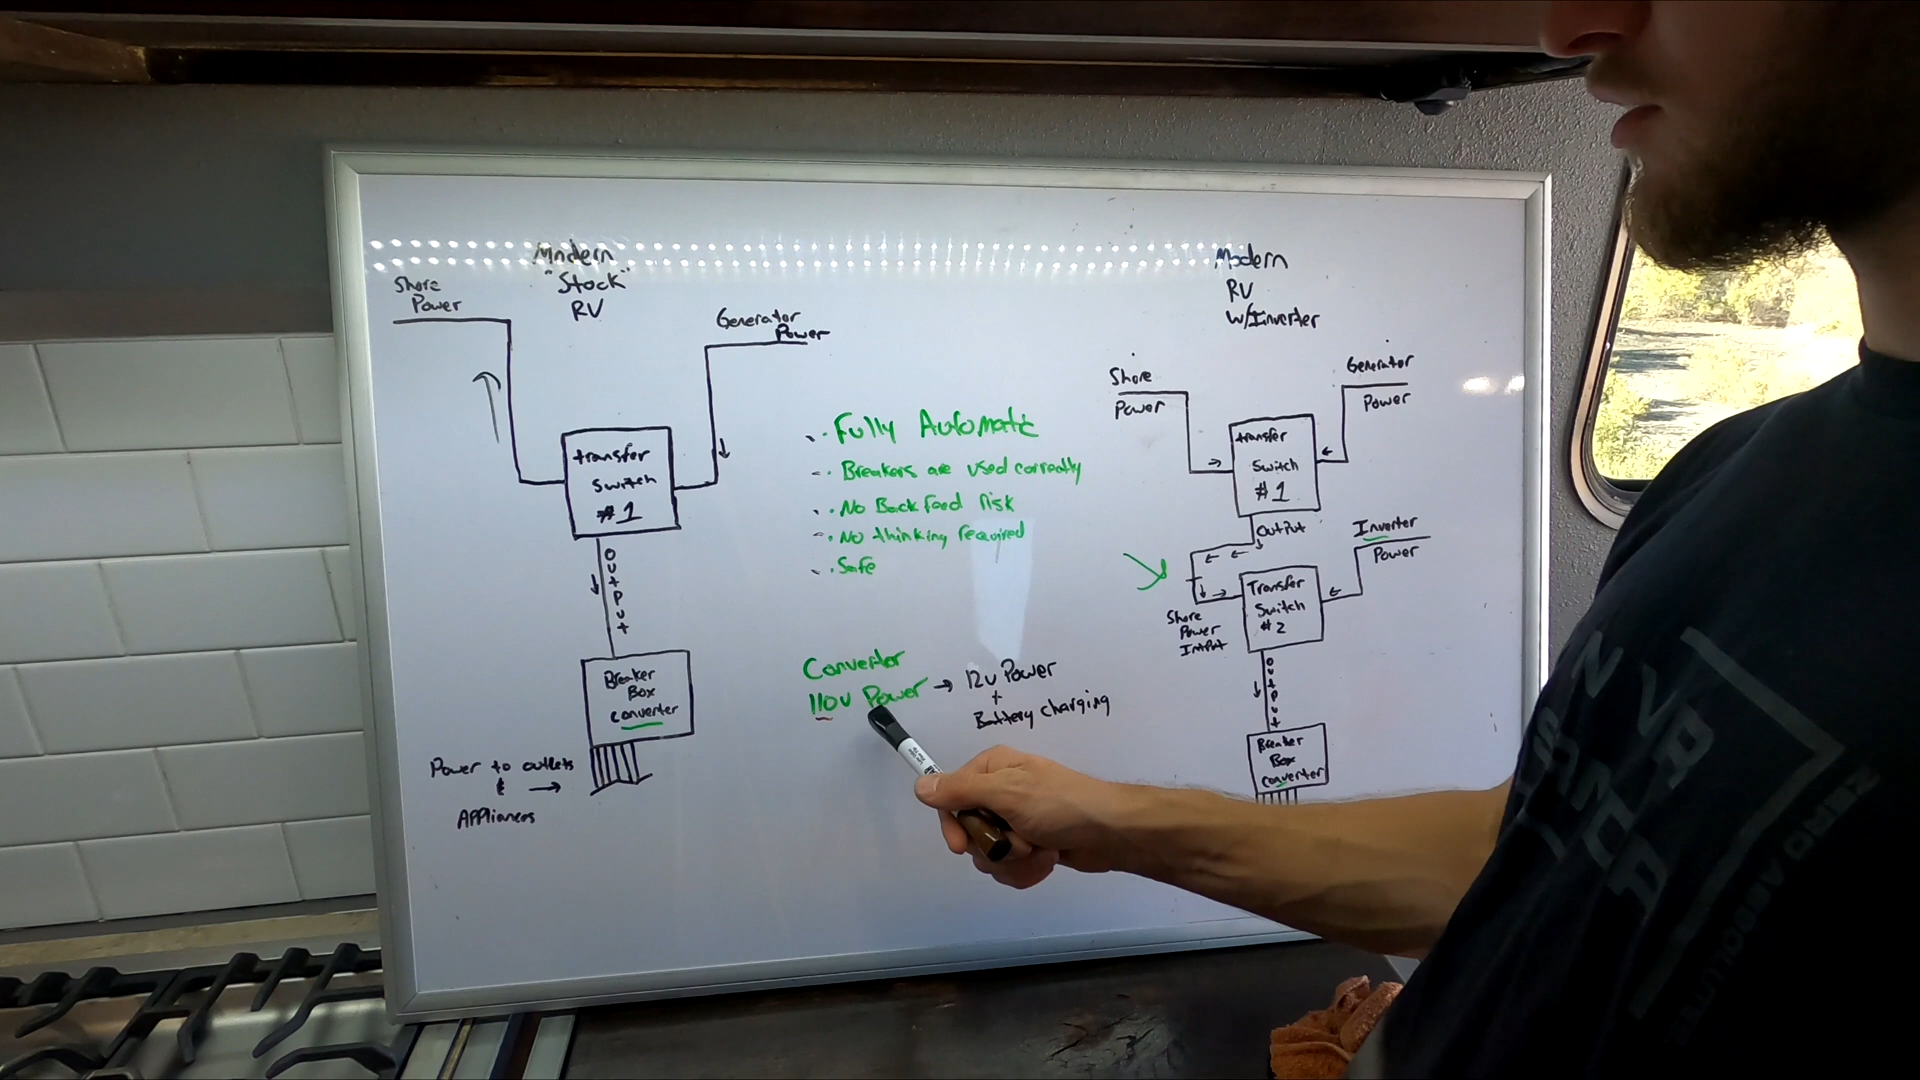 Modern
"Stock"
RV
Shore
Power
Generator
Power
transfer
Switch
#1
Output
Breaker
Box
converter
Power to outlets
&
Appliances
• Fully Automatic
• Breakers are used correctly
• No Backfeed risk
• No thinking required
• Safe
Converter
110v Power → 12v Power
+
Battery charging
Modern
RV
w/Inverter
Shore
Power
Generator
Power
transfer
Switch
#1
Output
Inverter
Power
Shore
Power
Input
Transfer
Switch
#2
Output
Breaker
Box
converter